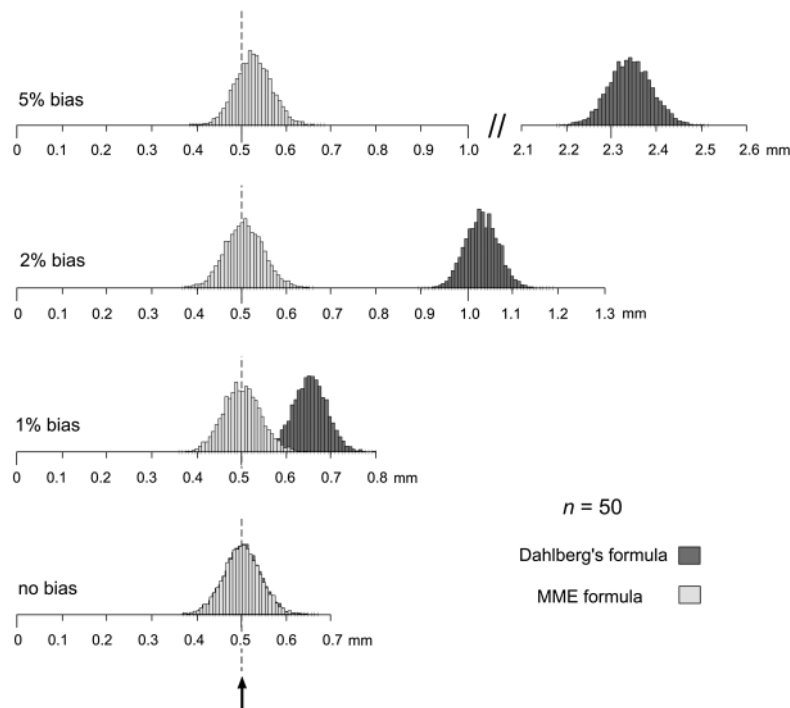 5% bias
0 0.1 0.2 0.3 0.4 0.5 0.6 0.7 0.8 0.9 1.0 // 2.1 2.2 2.3 2.4 2.5 2.6 mm
2% bias
0 0.1 0.2 0.3 0.4 0.5 0.6 0.7 0.8 0.9 1.0 1.1 1.2 1.3 mm
1% bias
0 0.1 0.2 0.3 0.4 0.5 0.6 0.7 0.8 mm
n = 50
Dahlberg's formula
MME formula
no bias
0 0.1 0.2 0.3 0.4 0.5 0.6 0.7 mm